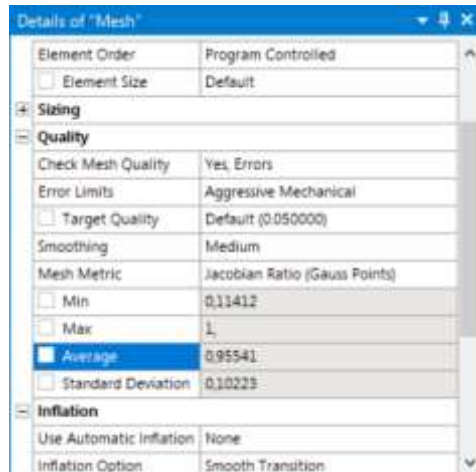 Details of "Mesh"
Element Order Program Controlled
Element Size Default
Sizing
Quality
Check Mesh Quality Yes, Errors
Error Limits Aggressive Mechanical
Target Quality Default (0.050000)
Smoothing Medium
Mesh Metric Jacobian Ratio (Gauss Points)
Min 0,11412
Max 1,
Average 0,95541
Standard Deviation 0,10223
Inflation
Use Automatic Inflation None
Inflation Option Smooth Transition